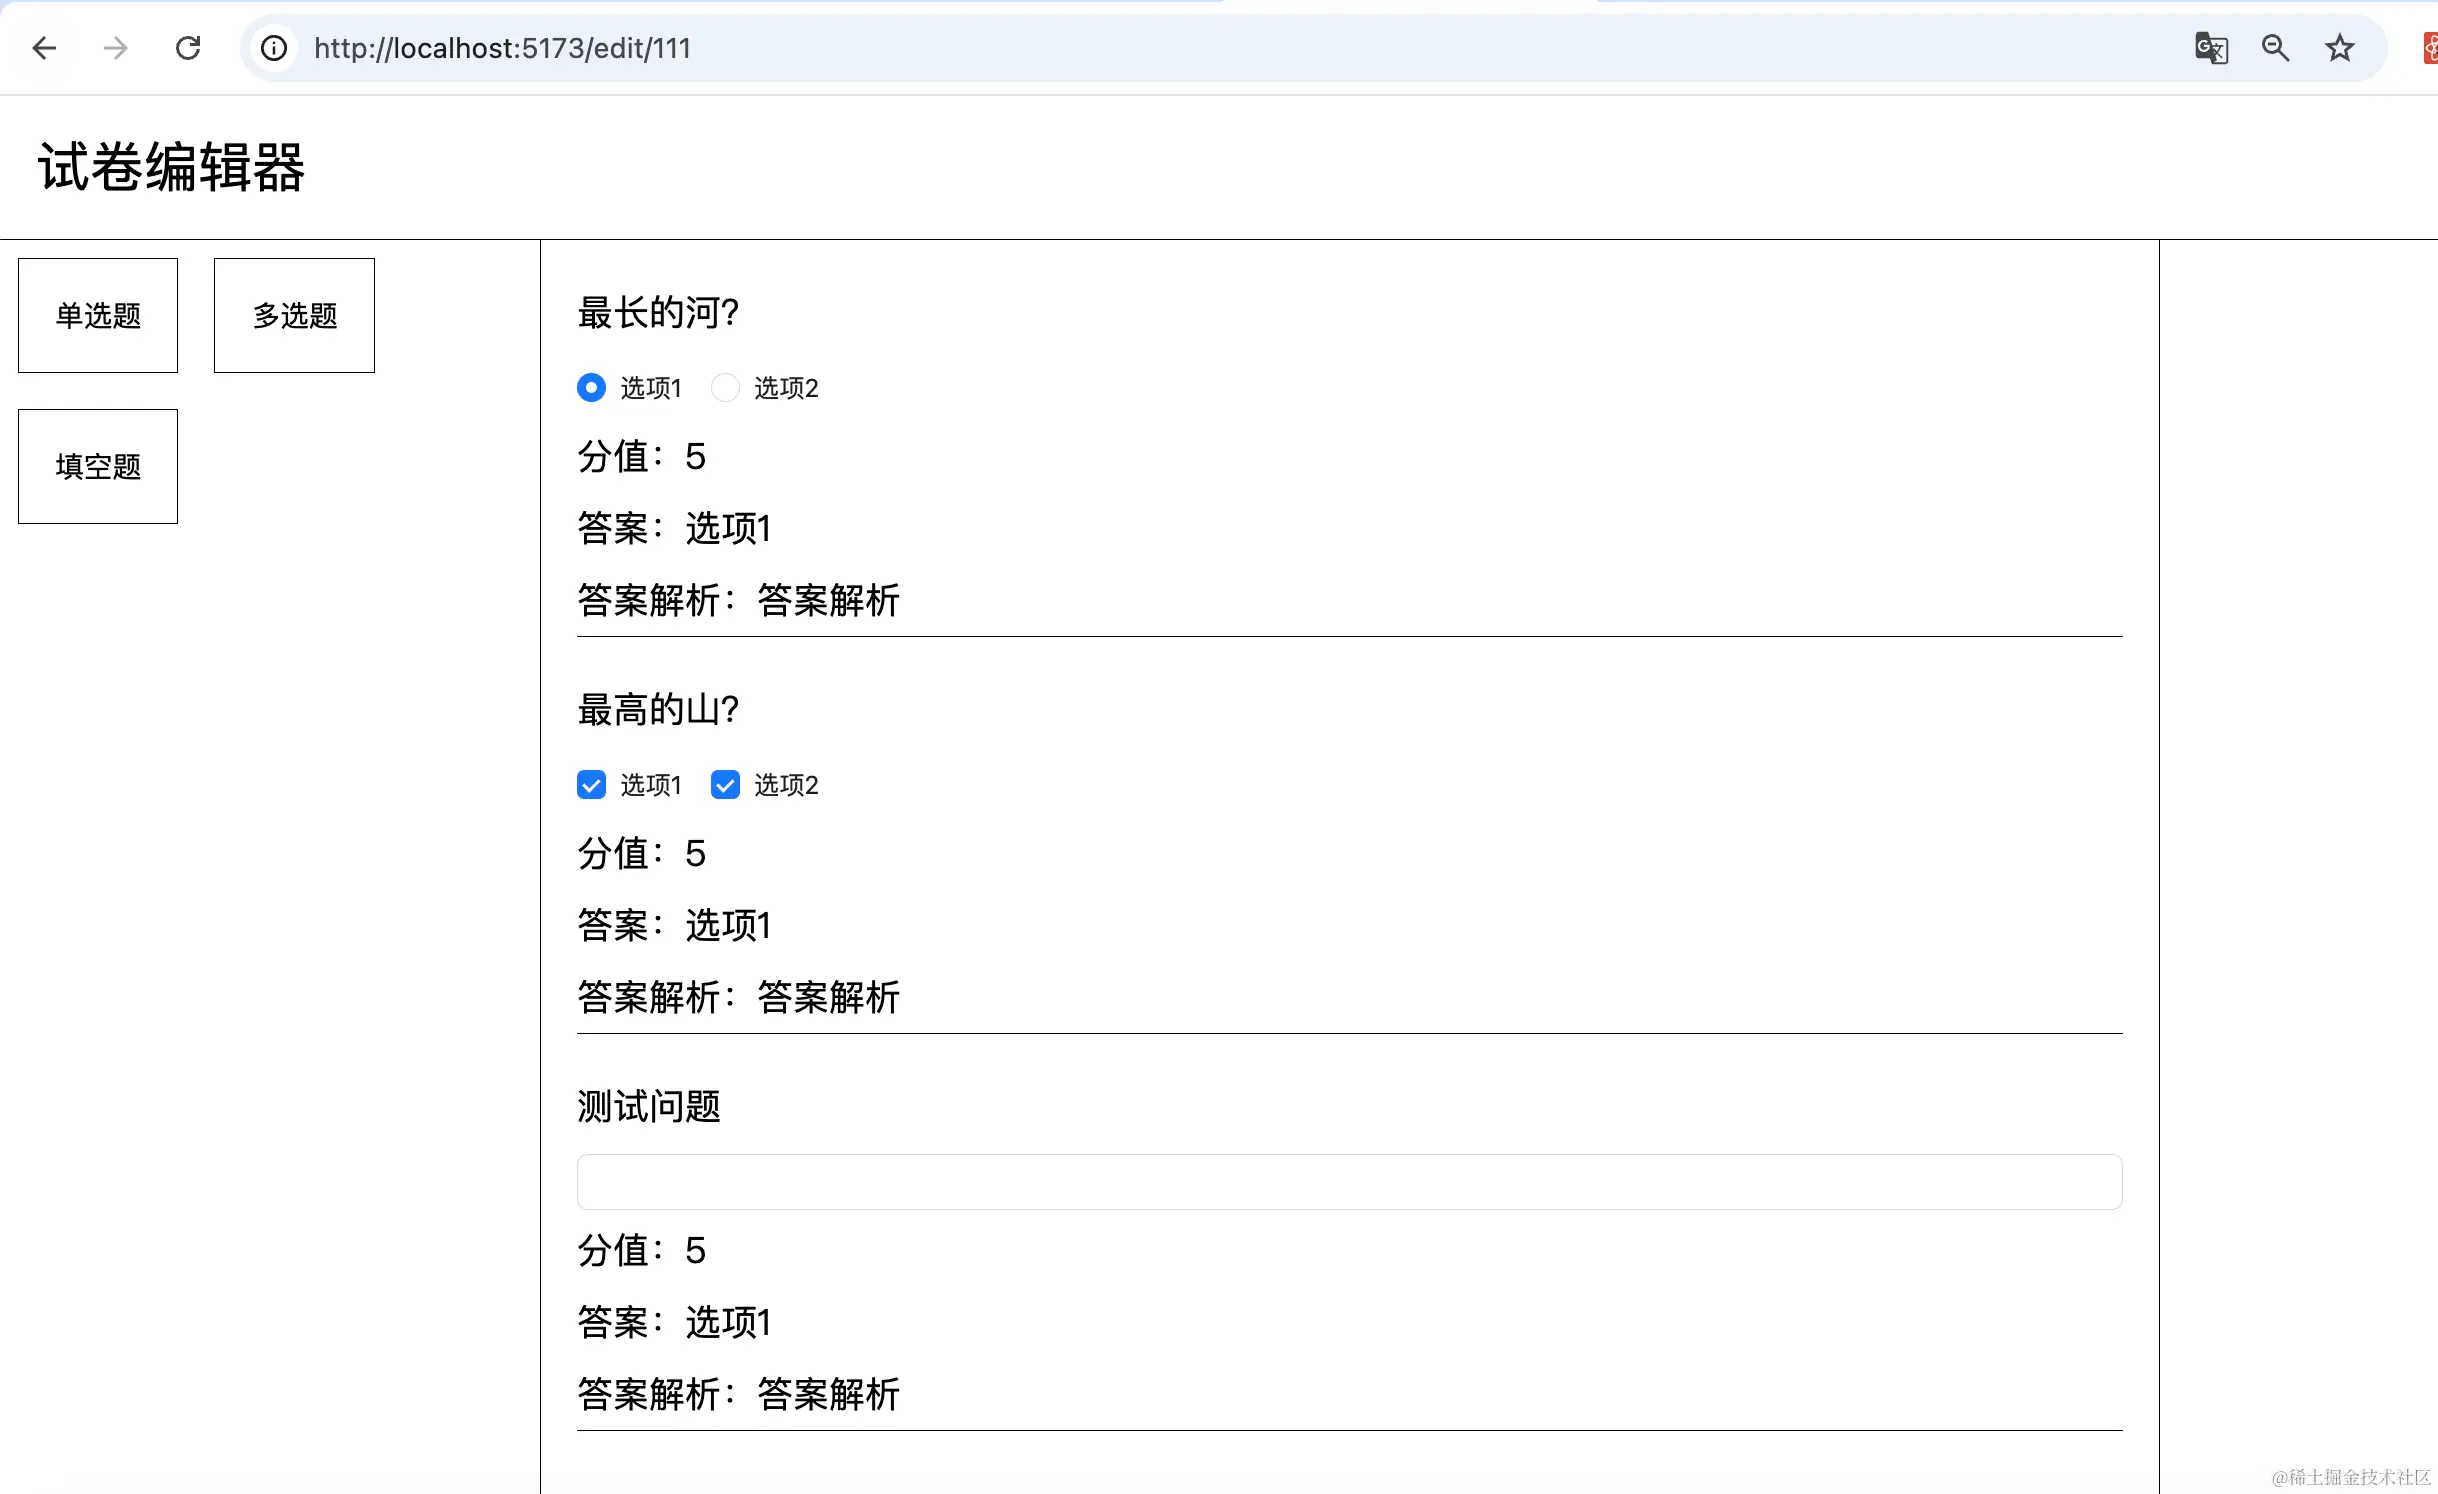 http://localhost:5173/edit/111
试卷编辑器
单选题
多选题
填空题
最长的河?
选项1 选项2
分值：5
答案：选项1
答案解析：答案解析
最高的山?
选项1 选项2
分值：5
答案：选项1
答案解析：答案解析
测试问题
分值：5
答案：选项1
答案解析：答案解析
@稀土掘金技术社区